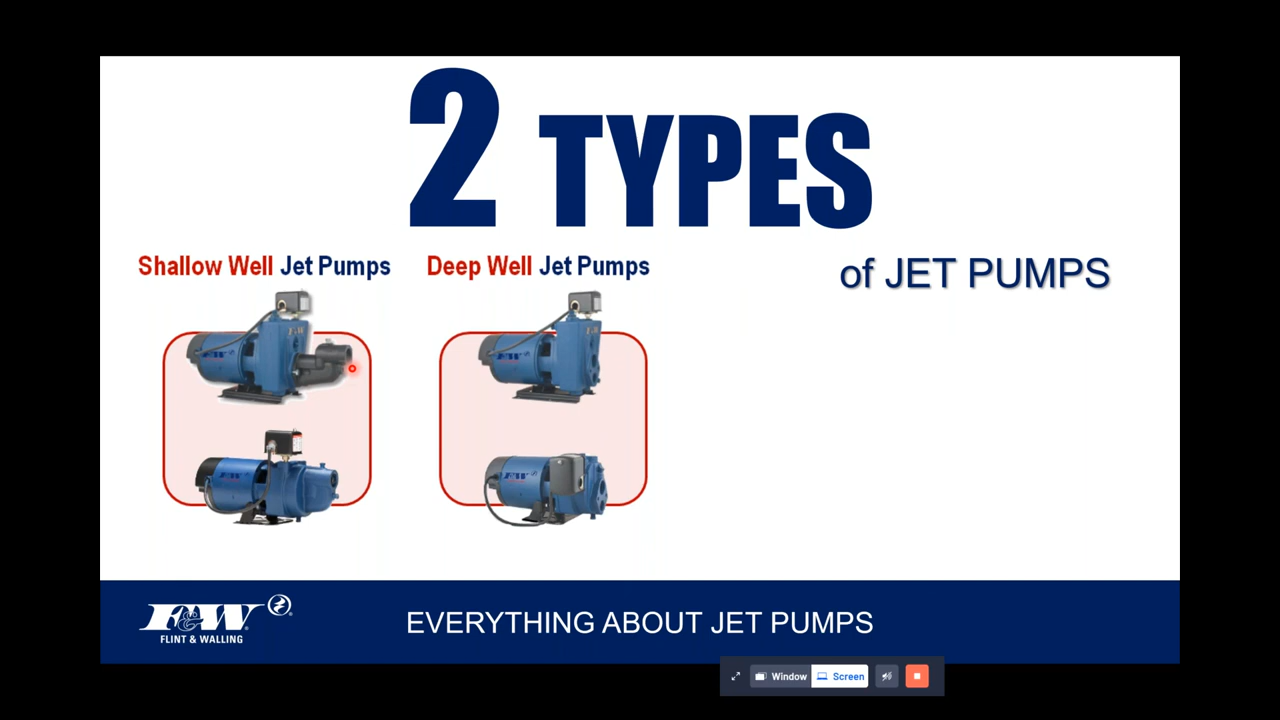 2 TYPES
Shallow Well Jet Pumps
Deep Well Jet Pumps
of JET PUMPS
F&W
F&W
F&W
F&W
F&W
FLINT & WALLING
EVERYTHING ABOUT JET PUMPS
Window
Screen